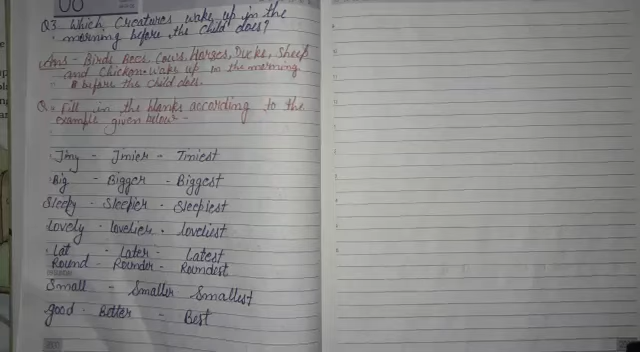 Q3 Which Creatures wake up in the
morning before the child does?
Ans - Birds Bees, Cows, Horses, Ducks, Sheep
and Chickens wake up in the morning
before the child does.
Q - Fill in the blanks according to the
example given below -
Tiny - Tinier - Tiniest
Big - Bigger - Biggest
Sleepy - Sleepier - Sleepiest
lovely - lovelier - loveliest
Lat - Later - Latest
Round - Rounder - Roundest
Small - Smaller Smallest
good - Better - Best